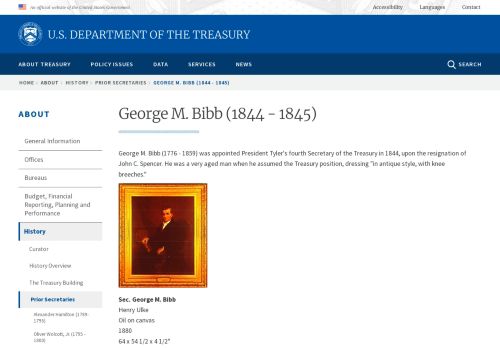 An official website of the United States Government
Accessibility Languages Contact
U.S. DEPARTMENT OF THE TREASURY
ABOUT TREASURY POLICY ISSUES DATA SERVICES NEWS SEARCH
HOME › ABOUT › HISTORY › PRIOR SECRETARIES › GEORGE M. BIBB (1844 - 1845)
ABOUT
General Information
Offices
Bureaus
Budget, Financial
Reporting, Planning and
Performance
History
Curator
History Overview
The Treasury Building
Prior Secretaries
Alexander Hamilton (1789 -
1795)
Oliver Wolcott, Jr. (1795 -
1800)
George M. Bibb (1844 - 1845)
George M. Bibb (1776 - 1859) was appointed President Tyler's fourth Secretary of the Treasury in 1844, upon the resignation of
John C. Spencer. He was a very aged man when he assumed the Treasury position, dressing "in antique style, with knee
breeches."
Sec. George M. Bibb
Henry Ulke
Oil on canvas
1880
64 x 54 1/2 x 4 1/2"